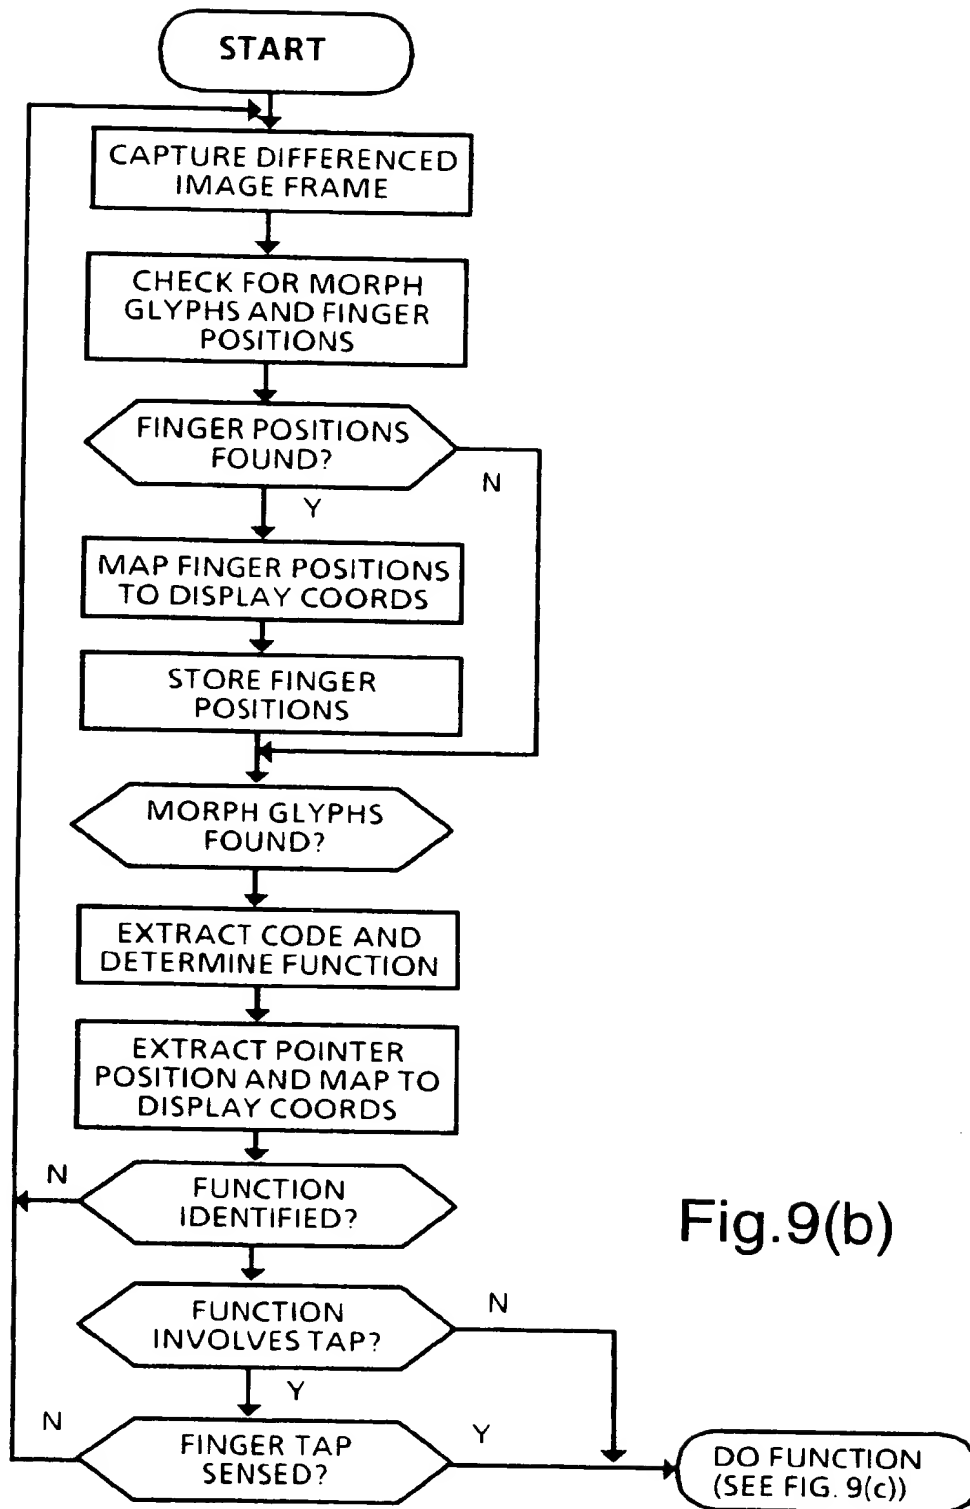 START
CAPTURE DIFFERENCED
IMAGE FRAME
CHECK FOR MORPH
GLYPHS AND FINGER
POSITIONS
FINGER POSITIONS
FOUND?
N
Y
MAP FINGER POSITIONS
TO DISPLAY COORDS
STORE FINGER
POSITIONS
MORPH GLYPHS
FOUND?
EXTRACT CODE AND
DETERMINE FUNCTION
EXTRACT POINTER
POSITION AND MAP TO
DISPLAY COORDS
N
FUNCTION
IDENTIFIED?
Fig.9(b)
FUNCTION
INVOLVES TAP?
N
Y
N
FINGER TAP
SENSED?
Y
DO FUNCTION
(SEE FIG. 9(c))